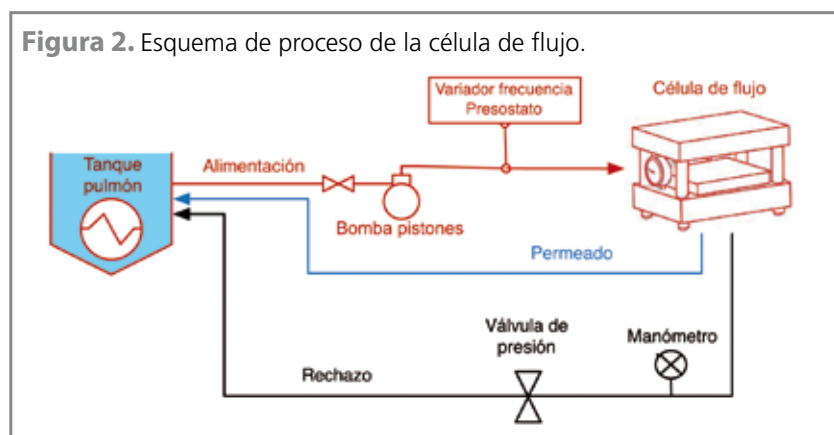 Figura 2. Esquema de proceso de la célula de flujo.
Variador frecuencia
Presostato
Célula de flujo
Tanque
pulmón
Alimentación
Bomba pistones
Permeado
Válvula de
presión
Manómetro
Rechazo